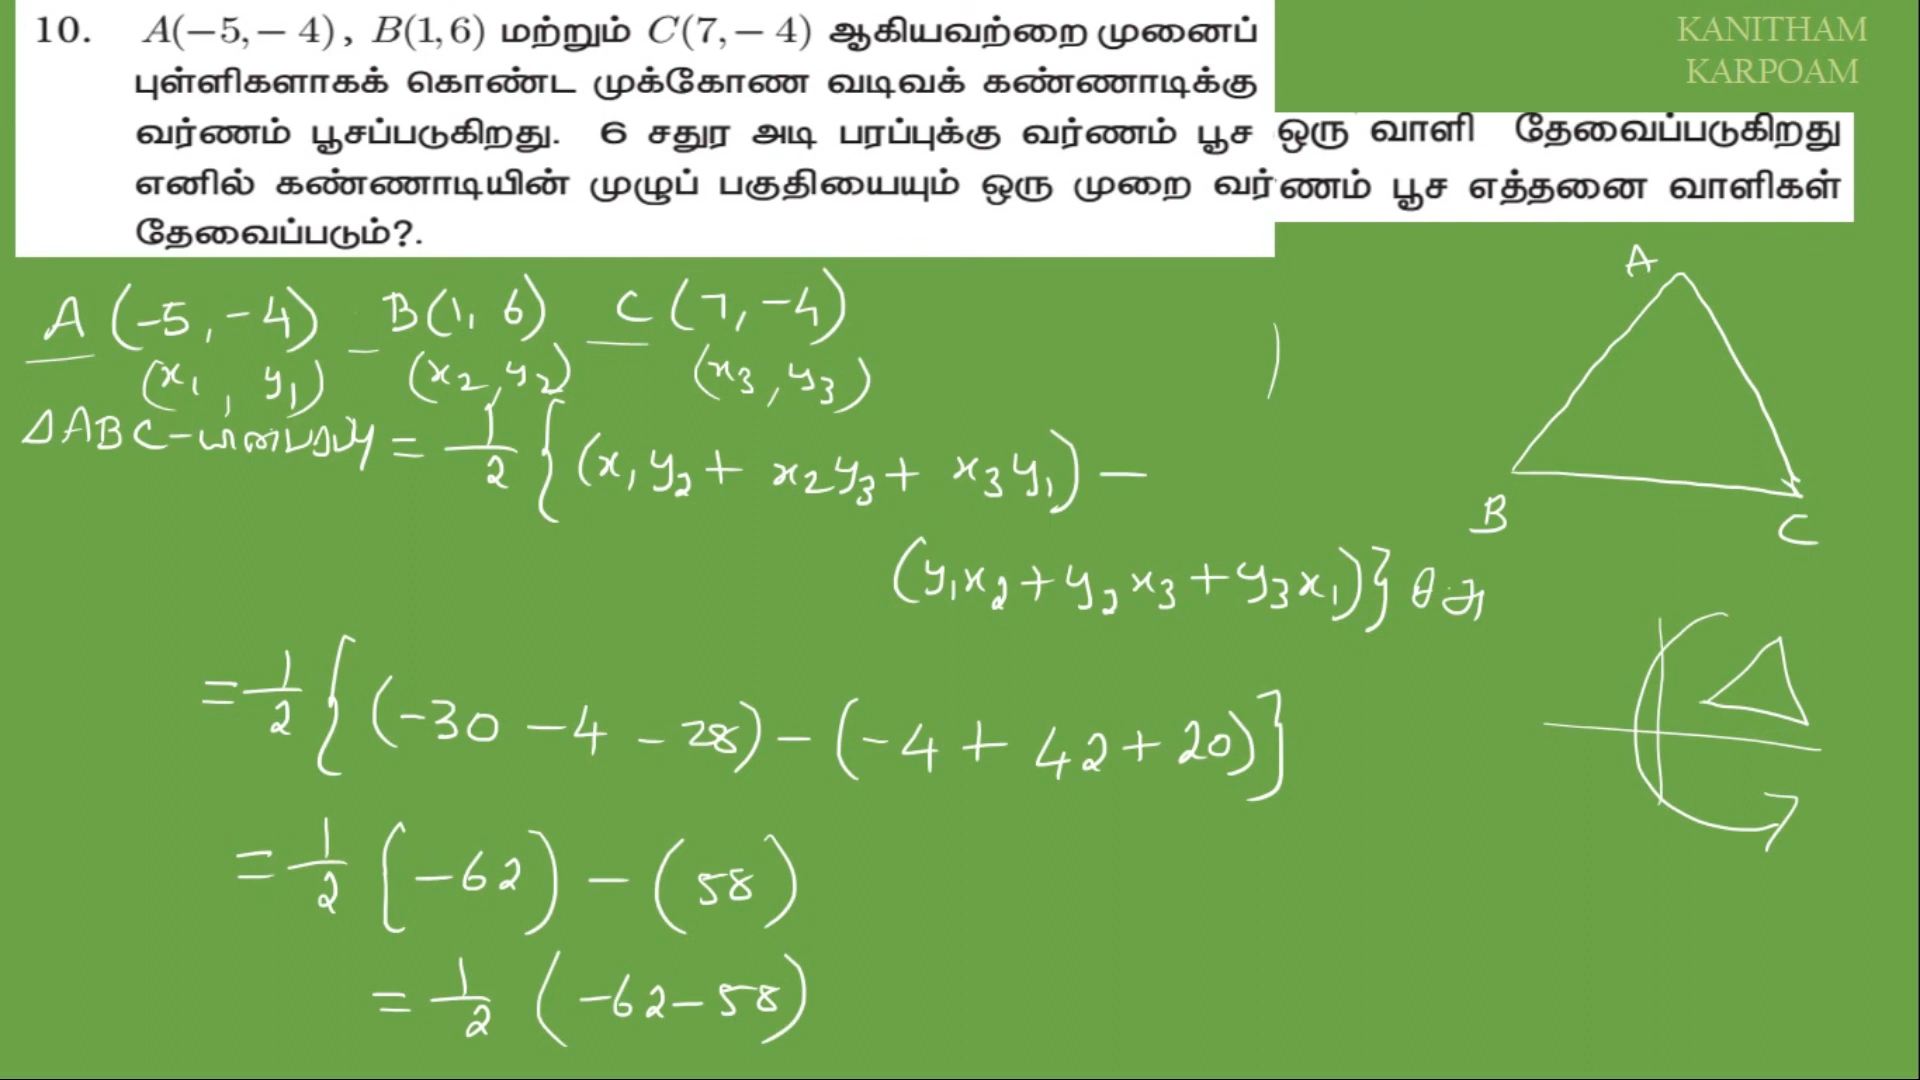 KANITHAM
KARPOAM
10. A(−5,− 4) , B(1,6) மற்றும் C(7,− 4) ஆகியவற்றை முனைப்
புள்ளிகளாகக் கொண்ட முக்கோண வடிவக் கண்ணாடிக்கு
வர்ணம் பூசப்படுகிறது. 6 சதுர அடி பரப்புக்கு வர்ணம் பூச ஒரு வாளி தேவைப்படுகிறது
எனில் கண்ணாடியின் முழுப் பகுதியையும் ஒரு முறை வர்ணம் பூச எத்தனை வாளிகள்
தேவைப்படும்?.
A (-5, -4) B(1, 6) C (7, -4)
(x₁, y₁) (x₂, y₂) (x₃, y₃)
ΔABC-யின் பரப்பு = 1/2 {(x₁y₂ + x₂y₃ + x₃y₁) −
(y₁x₂ + y₂x₃ + y₃x₁)} ச.அ
= 1/2 {(-30 -4 -28) - (-4 + 42 + 20)}
= 1/2 [-62) - (58)
= 1/2 (-62-58)
A
B
C